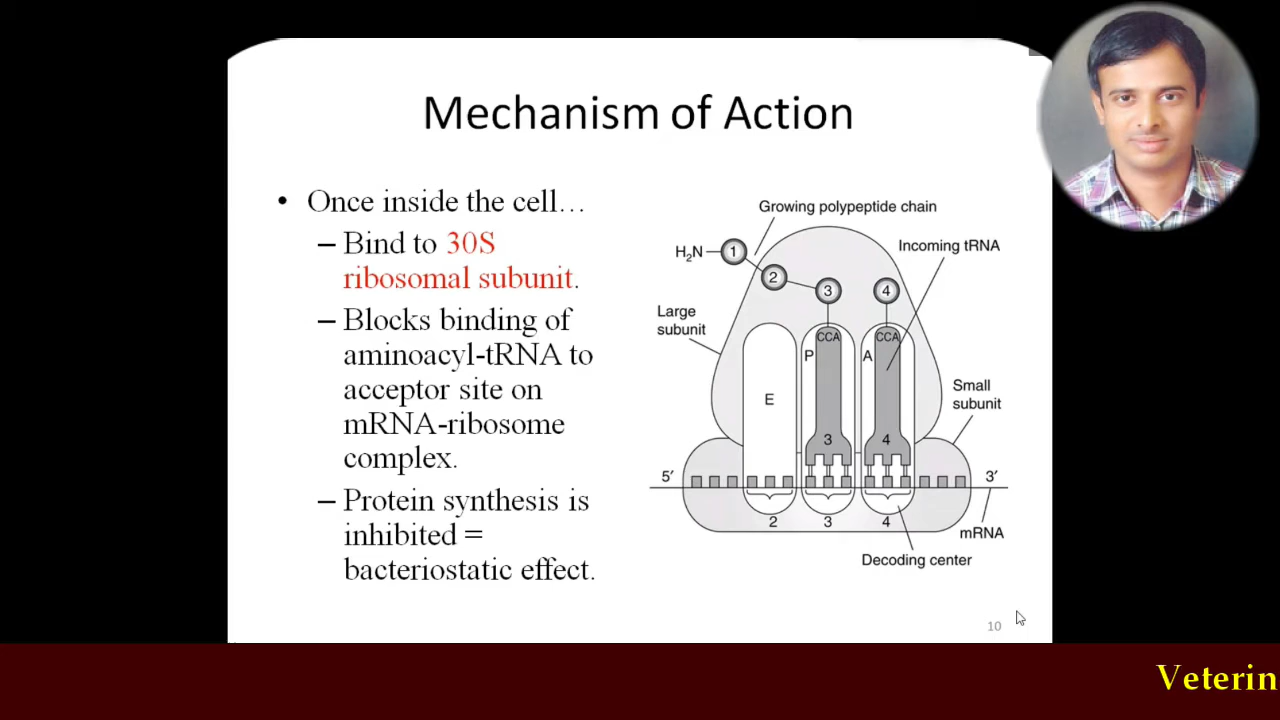 Mechanism of Action
• Once inside the cell…
– Bind to 30S
ribosomal subunit.
– Blocks binding of
aminoacyl-tRNA to
acceptor site on
mRNA-ribosome
complex.
– Protein synthesis is
inhibited =
bacteriostatic effect.
Growing polypeptide chain
Incoming tRNA
H₂N
1
2
3
4
Large
subunit
CCA
CCA
P
A
E
Small
subunit
3
4
5′
3′
2
3
4
mRNA
Decoding center
10
Veterin